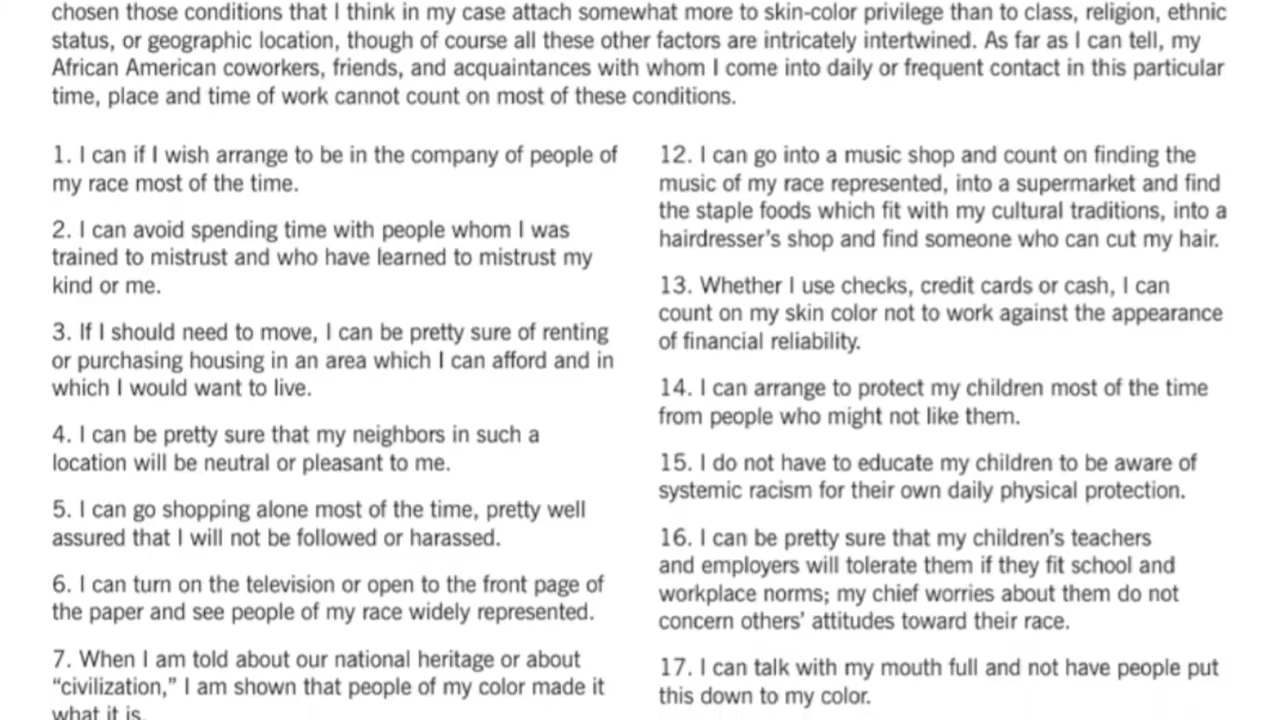 chosen those conditions that I think in my case attach somewhat more to skin-color privilege than to class, religion, ethnic
status, or geographic location, though of course all these other factors are intricately intertwined. As far as I can tell, my
African American coworkers, friends, and acquaintances with whom I come into daily or frequent contact in this particular
time, place and time of work cannot count on most of these conditions.
1. I can if I wish arrange to be in the company of people of
my race most of the time.
2. I can avoid spending time with people whom I was
trained to mistrust and who have learned to mistrust my
kind or me.
3. If I should need to move, I can be pretty sure of renting
or purchasing housing in an area which I can afford and in
which I would want to live.
4. I can be pretty sure that my neighbors in such a
location will be neutral or pleasant to me.
5. I can go shopping alone most of the time, pretty well
assured that I will not be followed or harassed.
6. I can turn on the television or open to the front page of
the paper and see people of my race widely represented.
7. When I am told about our national heritage or about
“civilization,” I am shown that people of my color made it
what it is.
12. I can go into a music shop and count on finding the
music of my race represented, into a supermarket and find
the staple foods which fit with my cultural traditions, into a
hairdresser’s shop and find someone who can cut my hair.
13. Whether I use checks, credit cards or cash, I can
count on my skin color not to work against the appearance
of financial reliability.
14. I can arrange to protect my children most of the time
from people who might not like them.
15. I do not have to educate my children to be aware of
systemic racism for their own daily physical protection.
16. I can be pretty sure that my children’s teachers
and employers will tolerate them if they fit school and
workplace norms; my chief worries about them do not
concern others’ attitudes toward their race.
17. I can talk with my mouth full and not have people put
this down to my color.